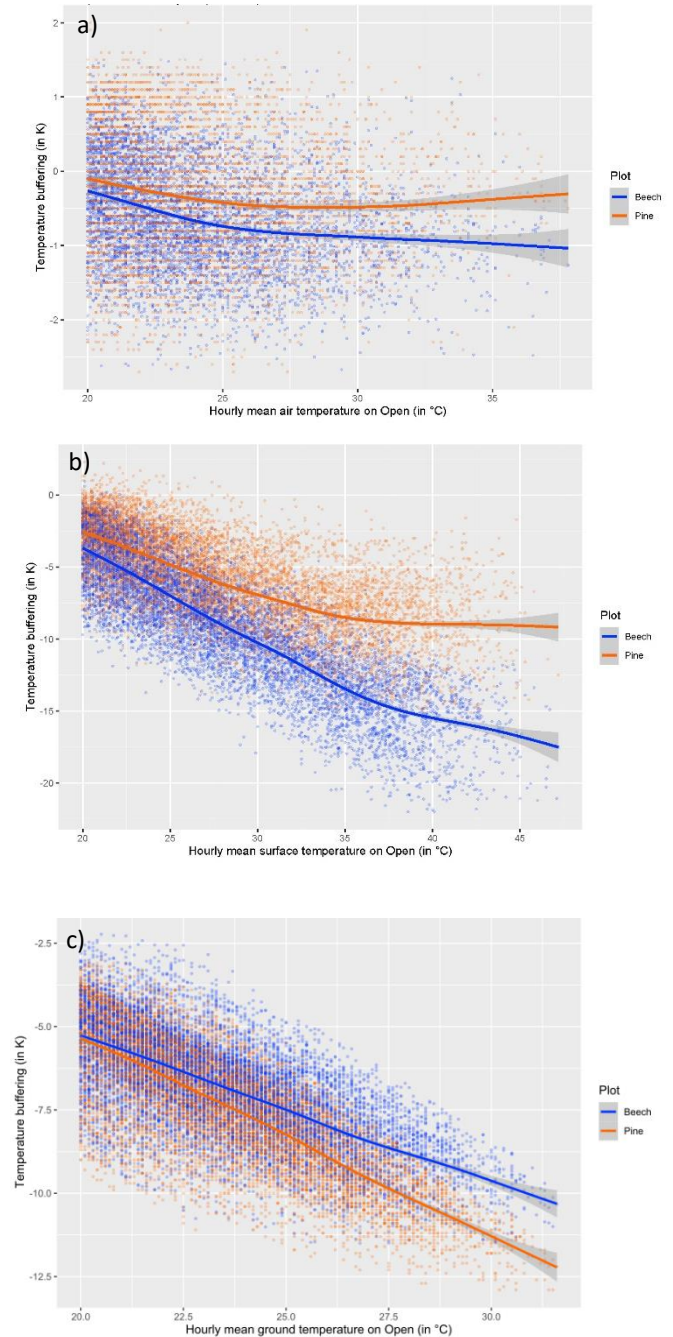 a)
2
1
0
-1
-2
Temperature buffering (in K)
20
25
30
35
Hourly mean air temperature on Open (in °C)
Plot
Beech
Pine
b)
0
-5
-10
-15
-20
Temperature buffering (in K)
20
25
30
35
40
45
Hourly mean surface temperature on Open (in °C)
Plot
Beech
Pine
c)
-2.5
-5.0
-7.5
-10.0
-12.5
Temperature buffering (in K)
20.0
22.5
25.0
27.5
30.0
Hourly mean ground temperature on Open (in °C)
Plot
Beech
Pine